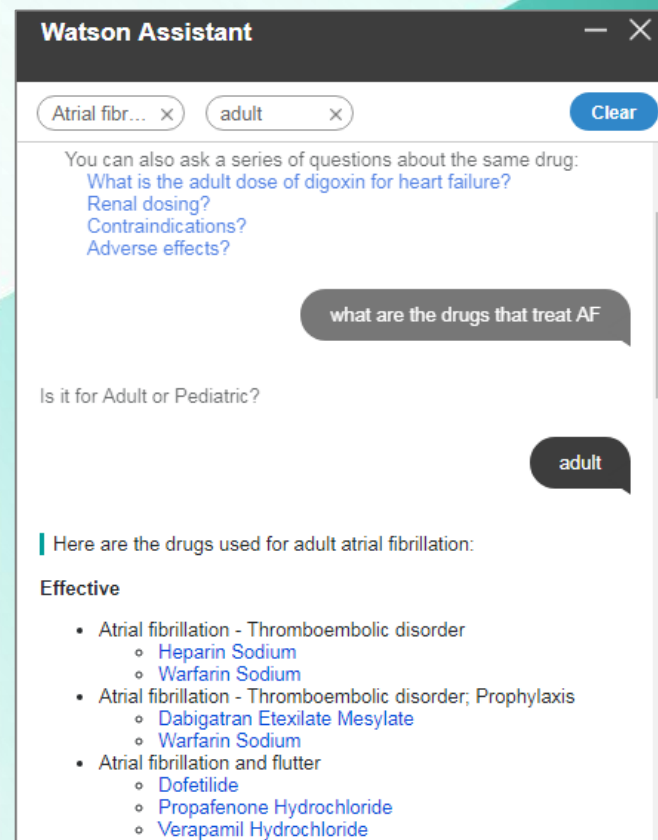 Watson Assistant
Atrial fibr... adult Clear
You can also ask a series of questions about the same drug:
What is the adult dose of digoxin for heart failure?
Renal dosing?
Contraindications?
Adverse effects?
what are the drugs that treat AF
Is it for Adult or Pediatric?
adult
Here are the drugs used for adult atrial fibrillation:
Effective
Atrial fibrillation - Thromboembolic disorder
Heparin Sodium
Warfarin Sodium
Atrial fibrillation - Thromboembolic disorder; Prophylaxis
Dabigatran Etexilate Mesylate
Warfarin Sodium
Atrial fibrillation and flutter
Dofetilide
Propafenone Hydrochloride
Verapamil Hydrochloride